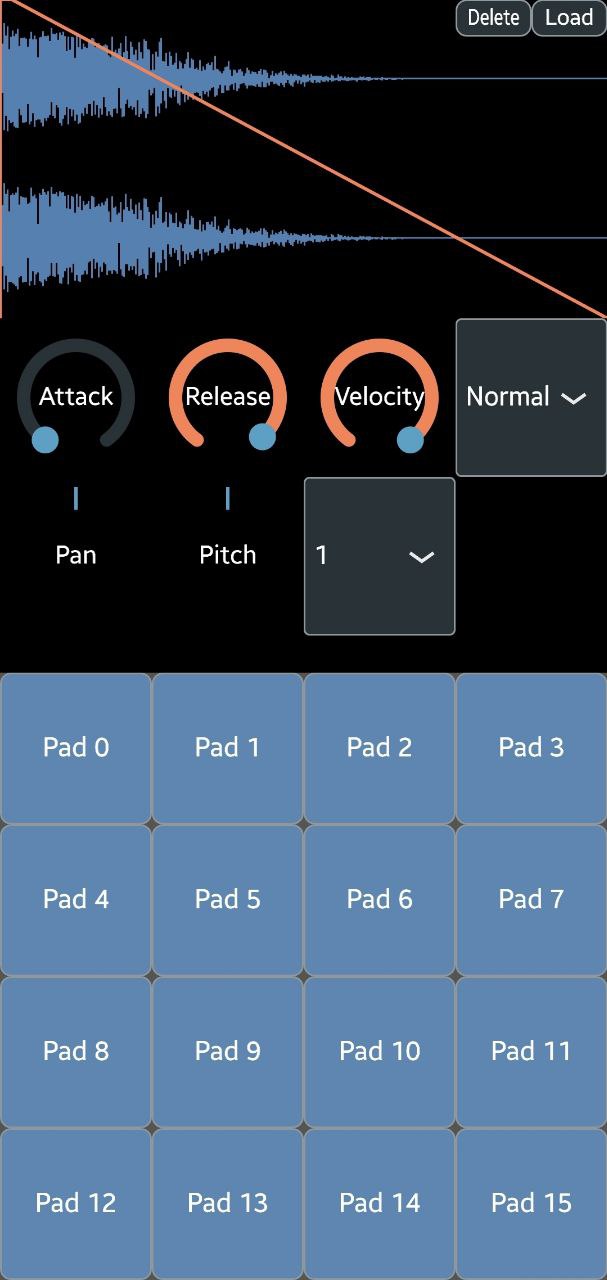 Delete Load
Attack Release Velocity Normal
Pan Pitch 1
Pad 0 Pad 1 Pad 2 Pad 3
Pad 4 Pad 5 Pad 6 Pad 7
Pad 8 Pad 9 Pad 10 Pad 11
Pad 12 Pad 13 Pad 14 Pad 15